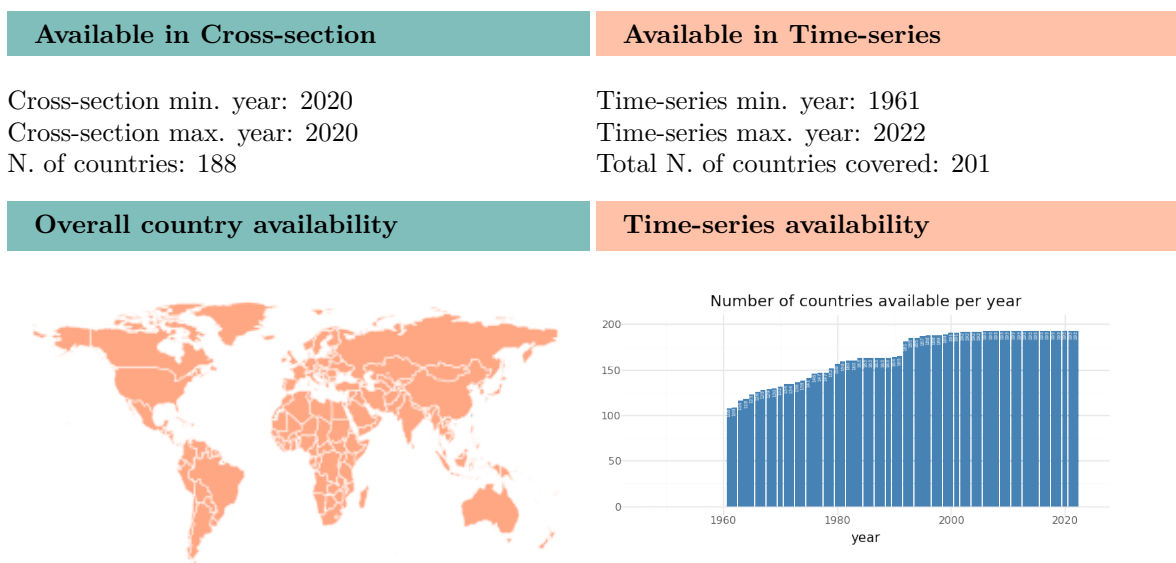 Available in Cross-section
Cross-section min. year: 2020
Cross-section max. year: 2020
N. of countries: 188
Available in Time-series
Time-series min. year: 1961
Time-series max. year: 2022
Total N. of countries covered: 201
Overall country availability
Time-series availability
Number of countries available per year
200
150
100
50
0
1960
1980
2000
2020
year